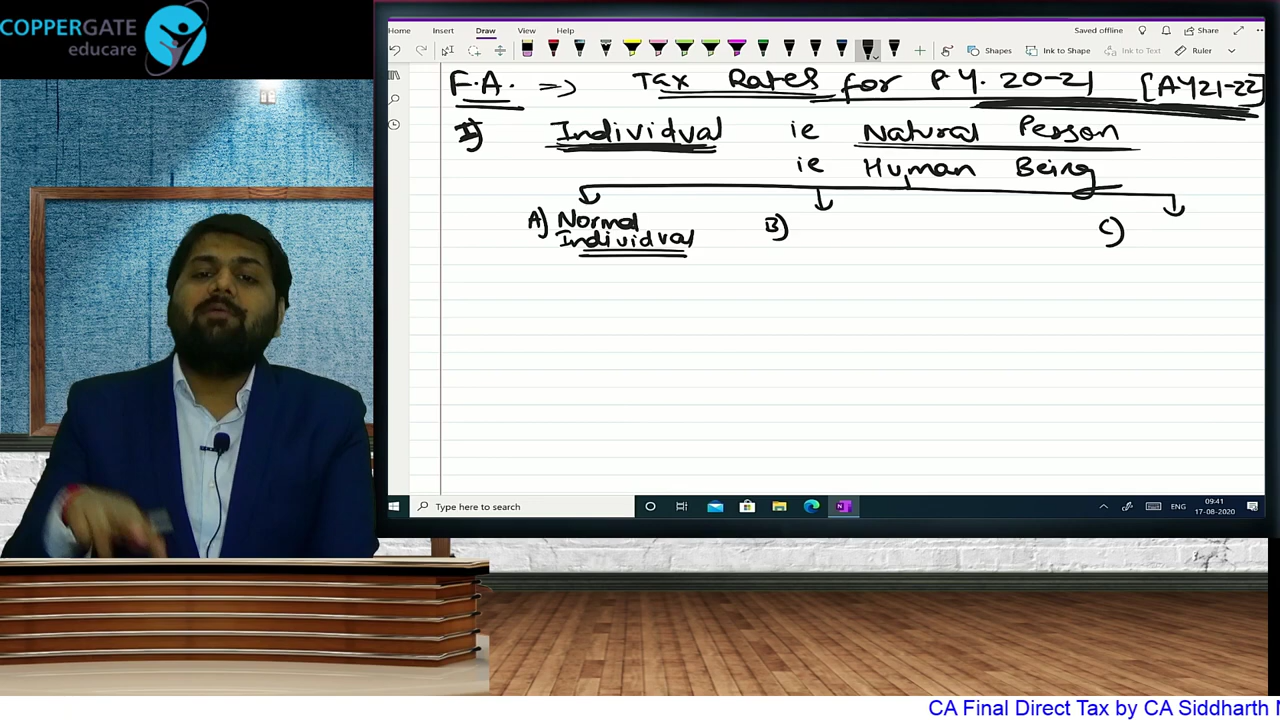 COPPERGATE
educare
Home Insert Draw View Help
Saved offline
Share
Shapes
Ink to Shape
Ink to Text
Ruler
F.A. => Tax Rates for P.Y. 20-21 [AY21-22]
I) Individual ie Natural Person
ie Human Being
A) Normal
Individual
B)
C)
Type here to search
ENG
09:41
17-08-2020
CA Final Direct Tax by CA Siddharth